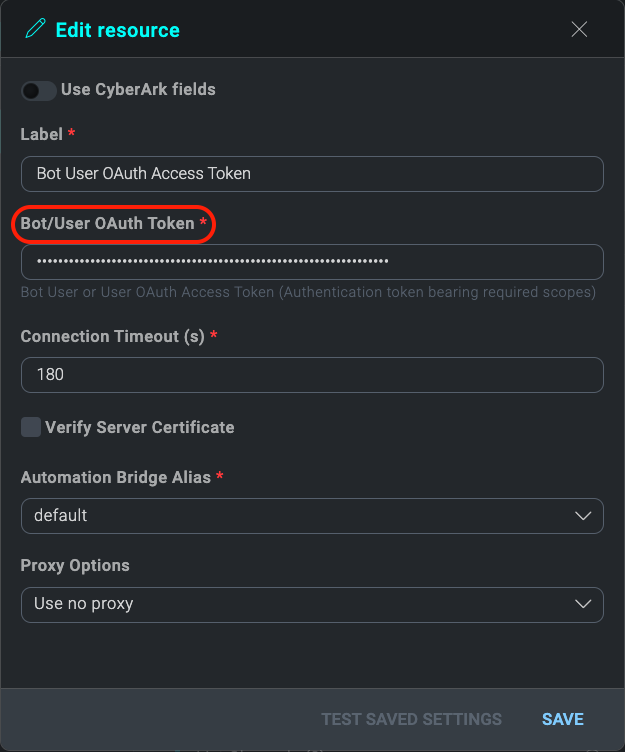 Edit resource
Use CyberArk fields
Label *
Bot User OAuth Access Token
Bot/User OAuth Token *
••••••••••••••••••••••••••••••••••••••••••••••••••••••••••••••••••••••
Bot User or User OAuth Access Token (Authentication token bearing required scopes)
Connection Timeout (s) *
180
Verify Server Certificate
Automation Bridge Alias *
default
Proxy Options
Use no proxy
TEST SAVED SETTINGS SAVE